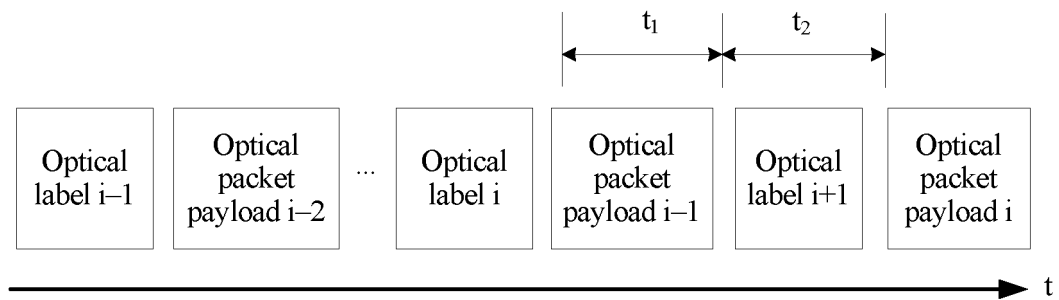 t₁
t₂
Optical
label i–1
Optical
packet
payload i–2
...
Optical
label i
Optical
packet
payload i–1
Optical
label i+1
Optical
packet
payload i
t